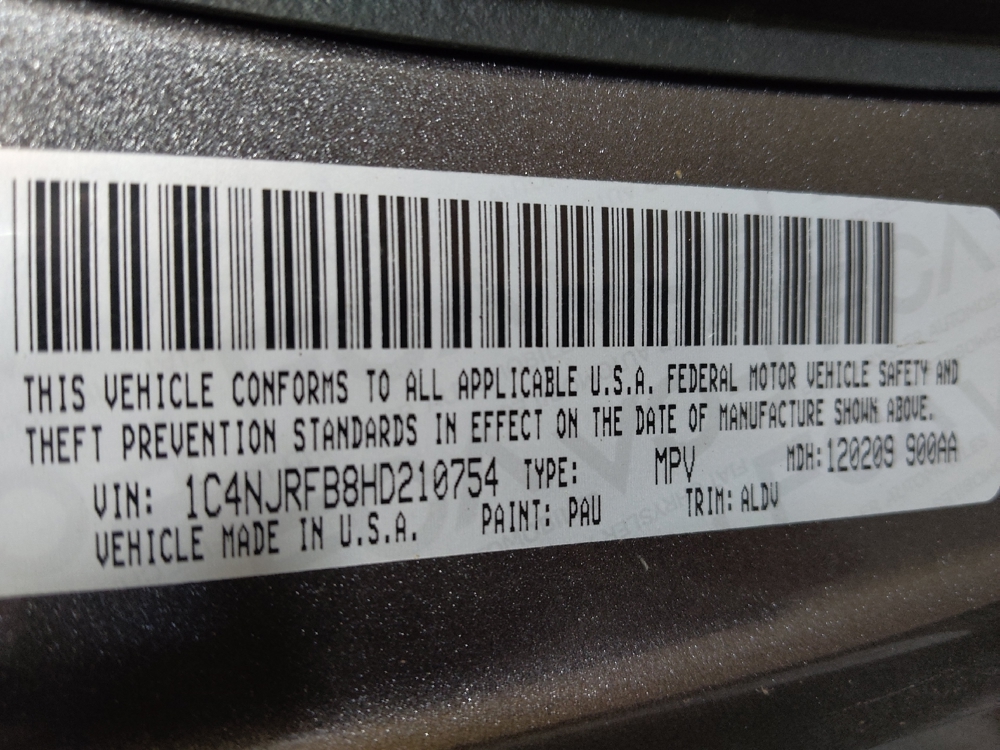 THIS VEHICLE CONFORMS TO ALL APPLICABLE U.S.A. FEDERAL MOTOR VEHICLE SAFETY AND
THEFT PREVENTION STANDARDS IN EFFECT ON THE DATE OF MANUFACTURE SHOWN ABOVE.
VIN: 1C4NJRFB8HD210754 TYPE: MPV MDH: 120209 900AA
VEHICLE MADE IN U.S.A. PAINT: PAU TRIM: ALDV